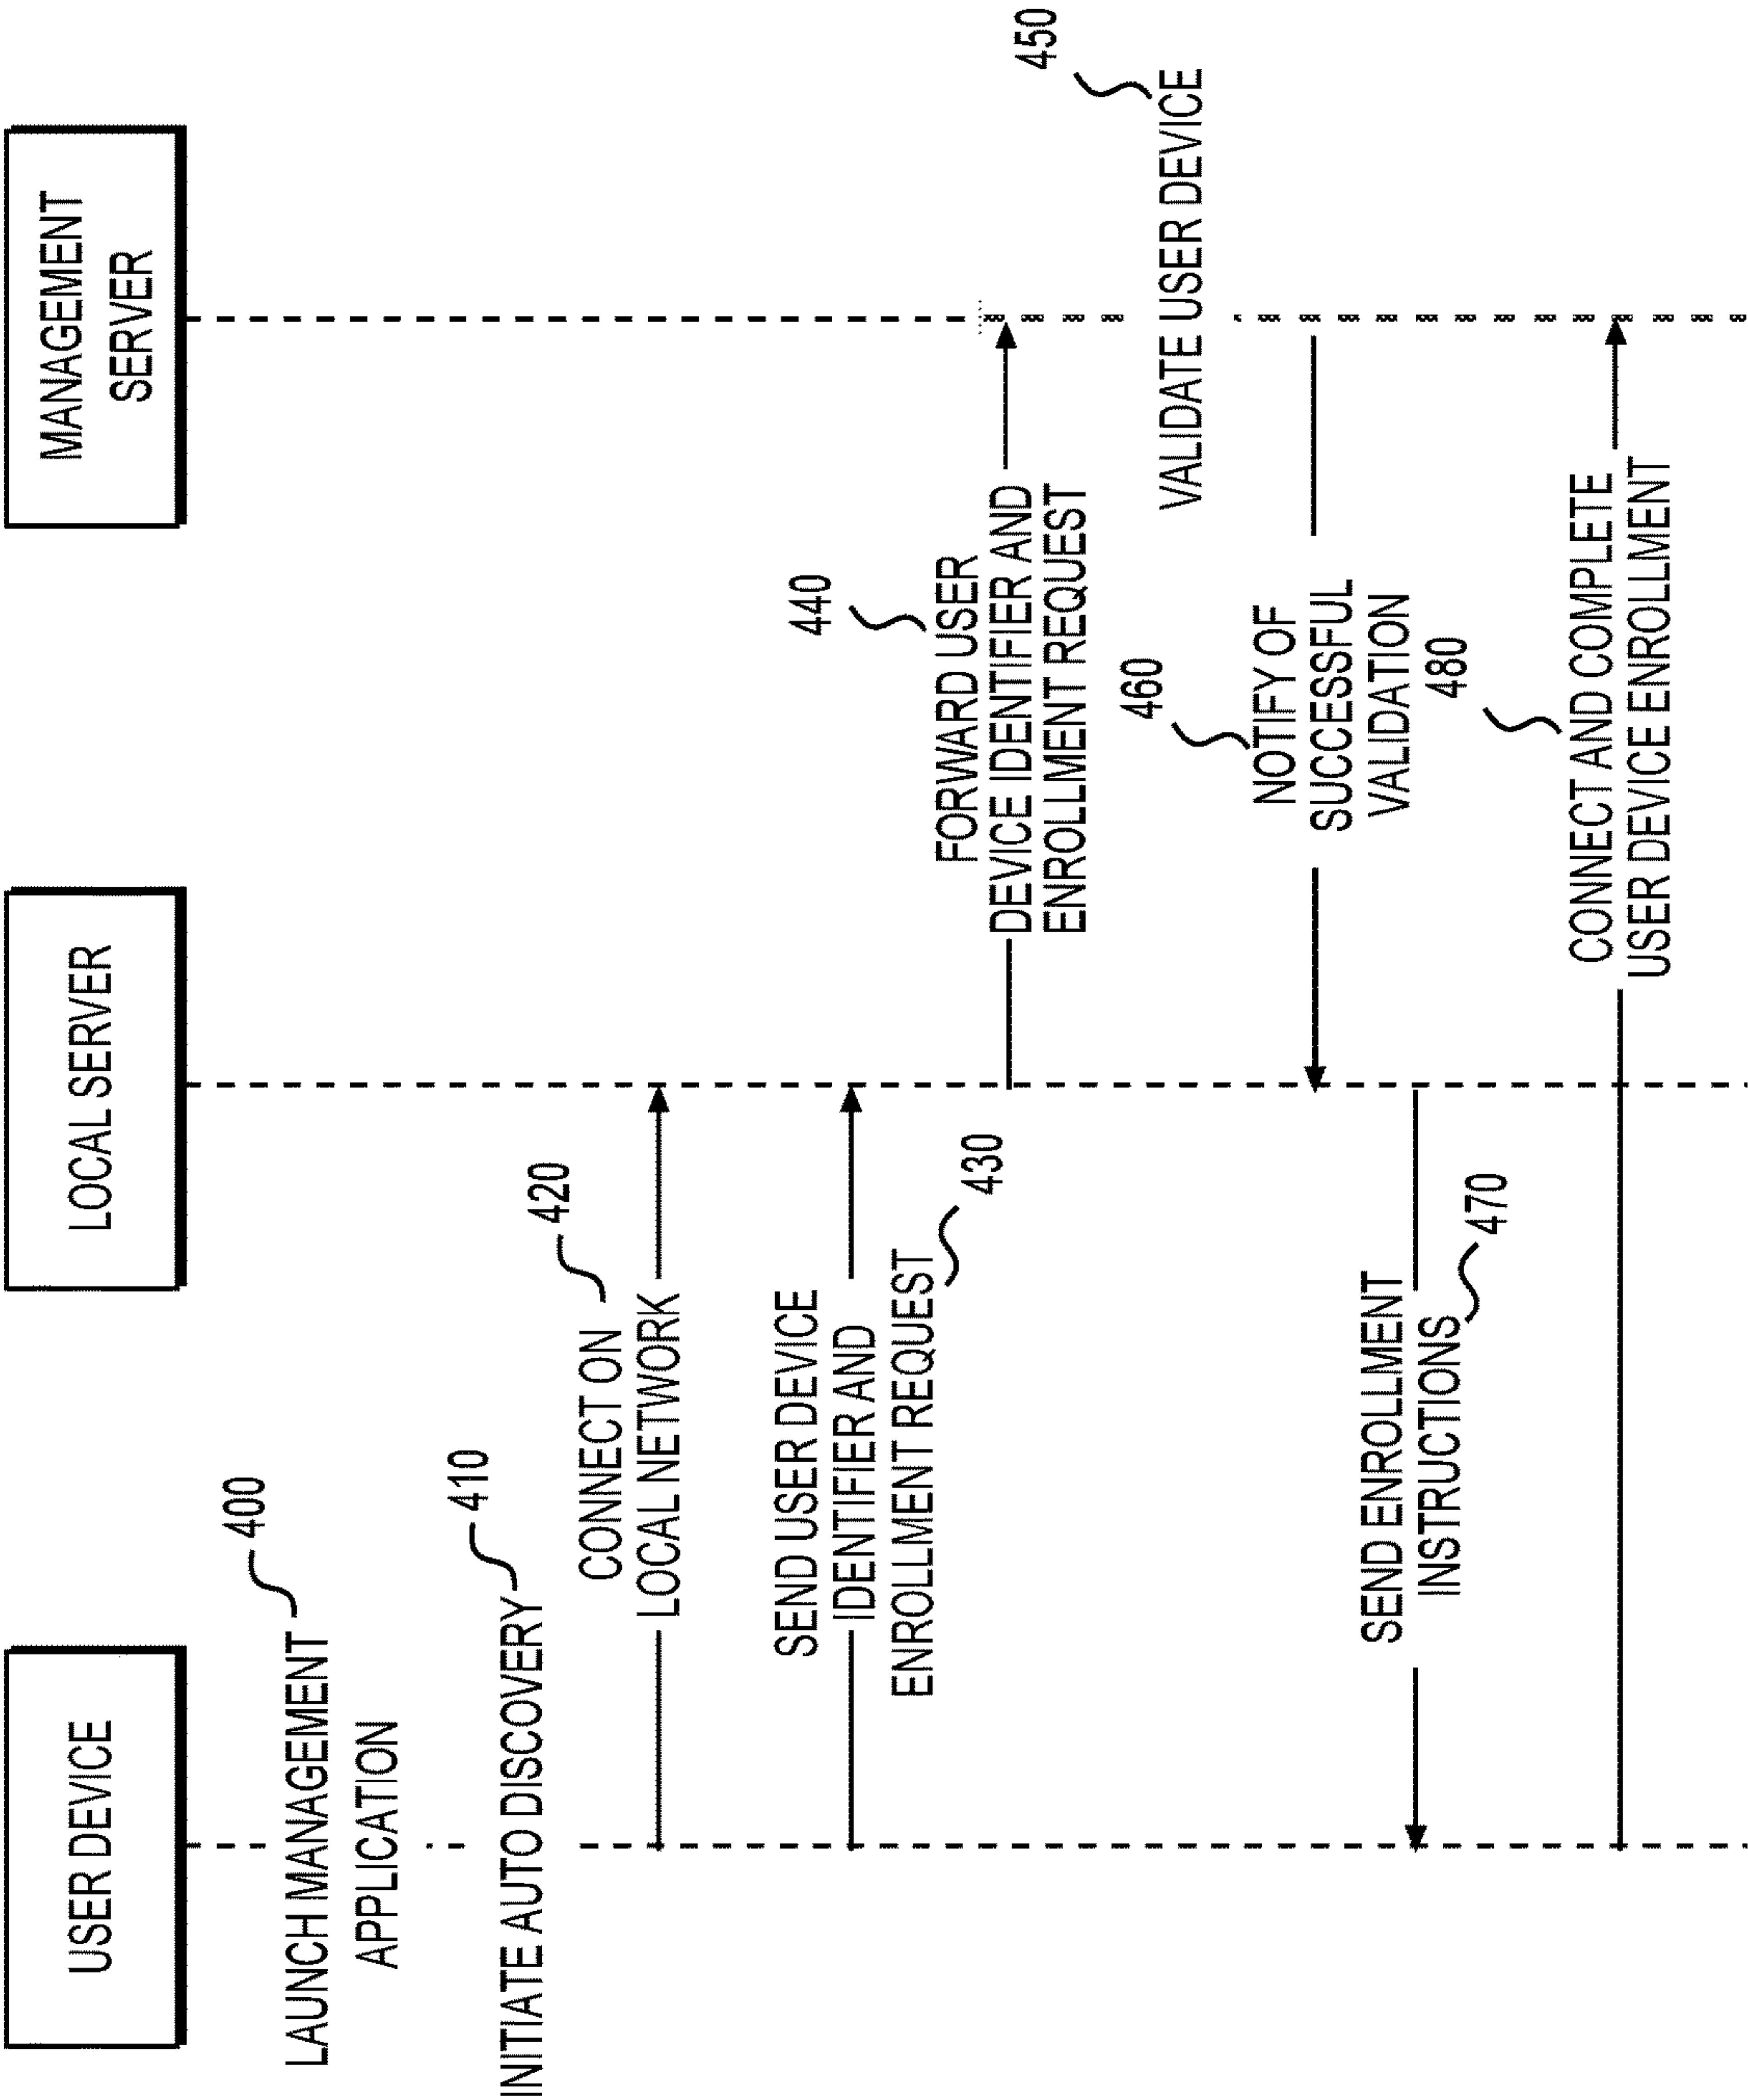 USER DEVICE
LOCAL SERVER
MANAGEMENT
SERVER
400
LAUNCH MANAGEMENT
APPLICATION
410
INITIATE AUTO DISCOVERY
420
CONNECT ON
LOCAL NETWORK
SEND USER DEVICE
IDENTIFIER AND
ENROLLMENT REQUEST
430
440
FORWARD USER
DEVICE IDENTIFIER AND
ENROLLMENT REQUEST
450
VALIDATE USER DEVICE
460
NOTIFY OF
SUCCESSFUL
VALIDATION
SEND ENROLLMENT
INSTRUCTIONS
470
480
CONNECT AND COMPLETE
USER DEVICE ENROLLMENT